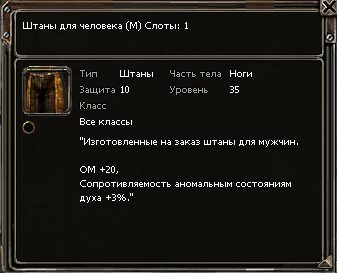 Штаны для человека (М) Слоты: 1
Тип Штаны Часть тела Ноги
Защита 10 Уровень 35
Класс
Все классы
"Изготовленные на заказ штаны для мужчин.
ОМ +20,
Сопротивляемость аномальным состояниям
духа +3%."